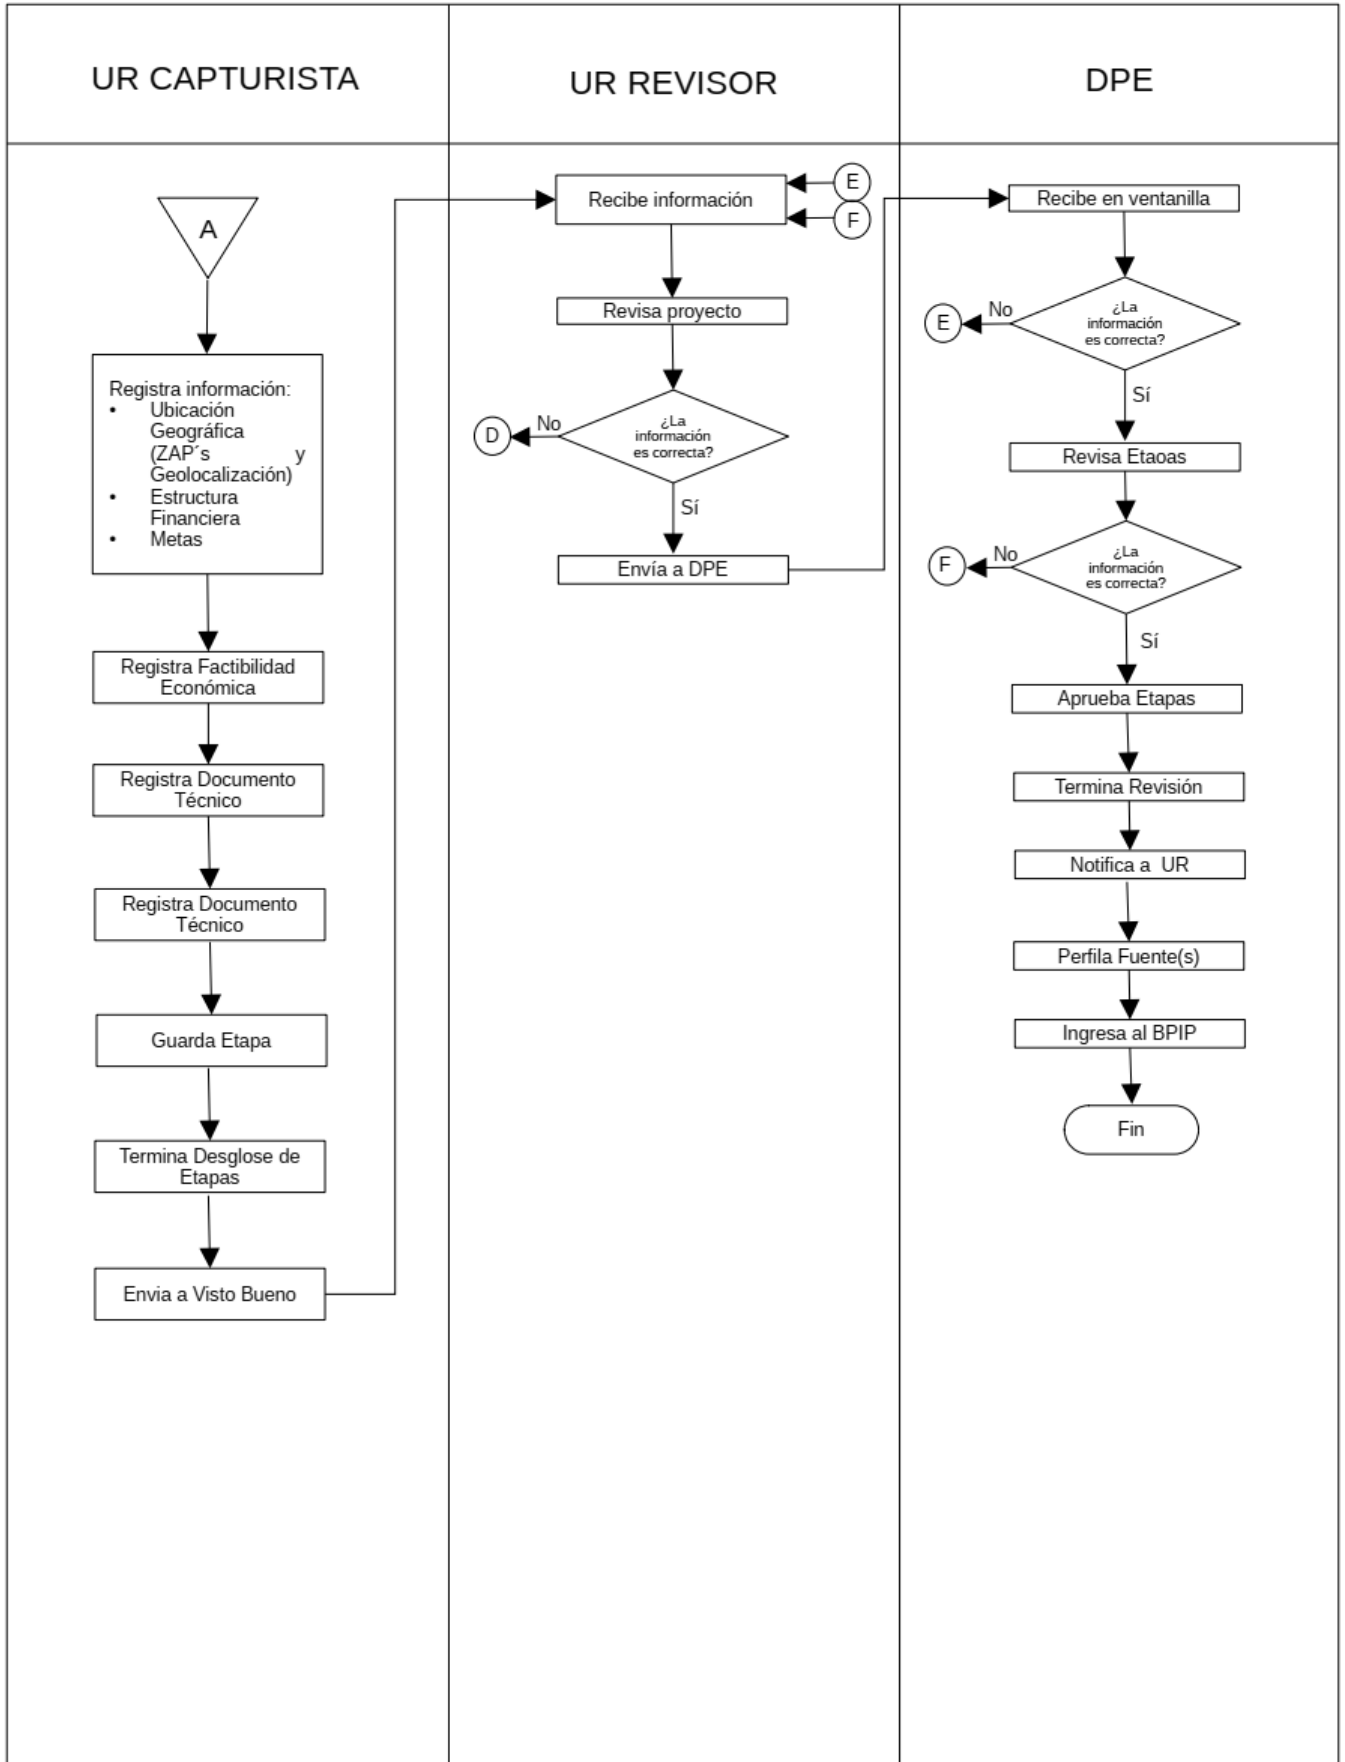 UR CAPTURISTA
UR REVISOR
DPE
A
Registra información:
• Ubicación
Geográfica
(ZAP´s y
Geolocalización)
• Estructura
Financiera
• Metas
Registra Factibilidad
Económica
Registra Documento
Técnico
Registra Documento
Técnico
Guarda Etapa
Termina Desglose de
Etapas
Envia a Visto Bueno
Recibe información
E
F
Revisa proyecto
¿La
información
es correcta?
No
D
Sí
Envía a DPE
Recibe en ventanilla
¿La
información
es correcta?
No
E
Sí
Revisa Etaoas
¿La
información
es correcta?
No
F
Sí
Aprueba Etapas
Termina Revisión
Notifica a  UR
Perfila Fuente(s)
Ingresa al BPIP
Fin